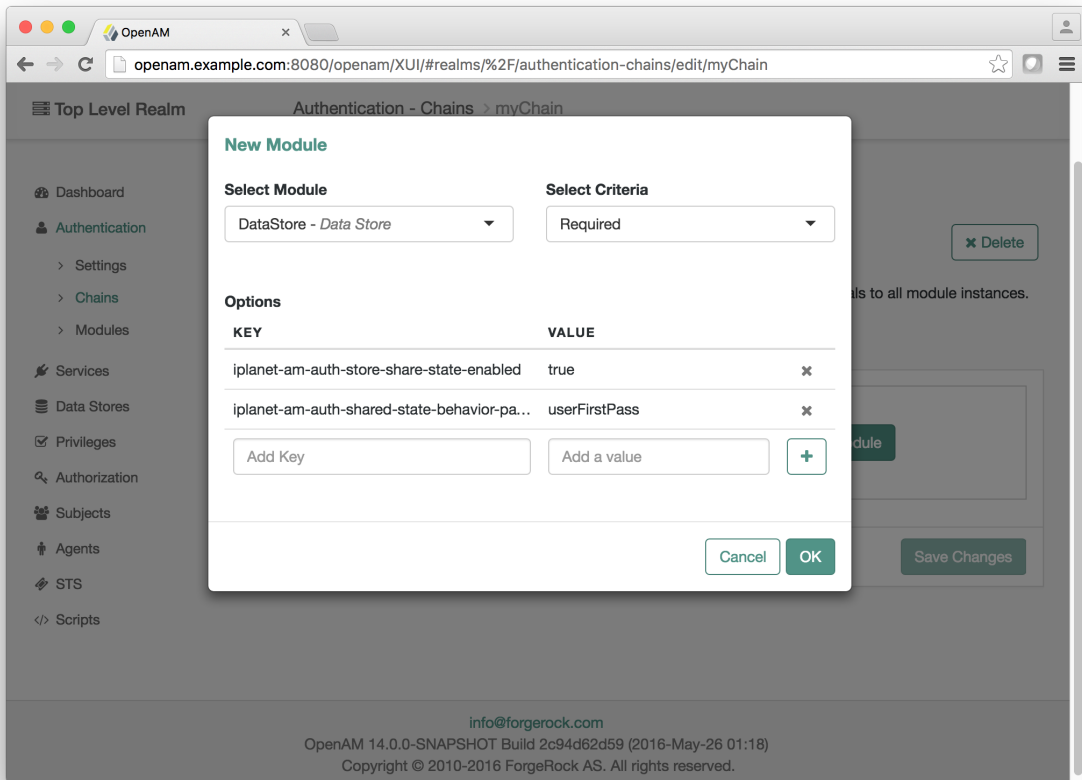 OpenAM
openam.example.com:8080/openam/XUI/#realms/%2F/authentication-chains/edit/myChain
Top Level Realm
Authentication - Chains > myChain
New Module
Select Module
Select Criteria
DataStore - Data Store
Required
Dashboard
Authentication
Settings
Chains
Modules
Services
Data Stores
Privileges
Authorization
Subjects
Agents
STS
Scripts
Delete
to all module instances.
Options
KEY
VALUE
iplanet-am-auth-store-share-state-enabled
true
iplanet-am-auth-shared-state-behavior-pa...
userFirstPass
Add Key
Add a value
Cancel
OK
Save Changes
info@forgerock.com
OpenAM 14.0.0-SNAPSHOT Build 2c94d62d59 (2016-May-26 01:18)
Copyright © 2010-2016 ForgeRock AS. All rights reserved.